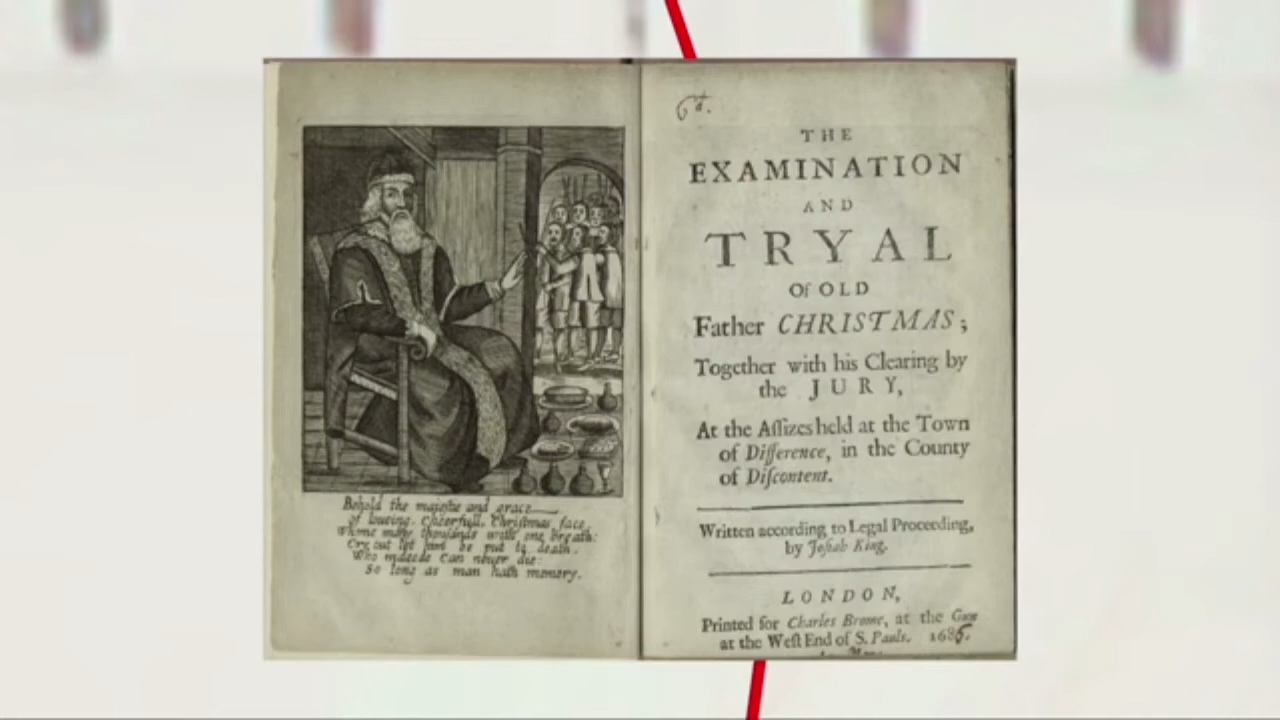 Behold the majestie and grace
of loueing, Cheerfull, Christmas face,
Whome many thousands with one breath:
Cry out let him be put to death.
Who indeede Can neuer die:
So long as man hath memory.
6d.
THE
EXAMINATION
AND
TRYAL
Of OLD
Father CHRISTMAS;
Together with his Clearing by
the JURY,
At the Aſſizes held at the Town
of Difference, in the County
of Diſcontent.
Written according to Legal Proceeding,
by Joſiah King.
LONDON,
Printed for Charles Brome, at the Gun
at the Weſt End of S. Pauls. 1686.